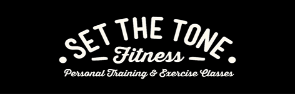 • SET THE TONE •
– Fitness –
Personal Training & Exercise Classes